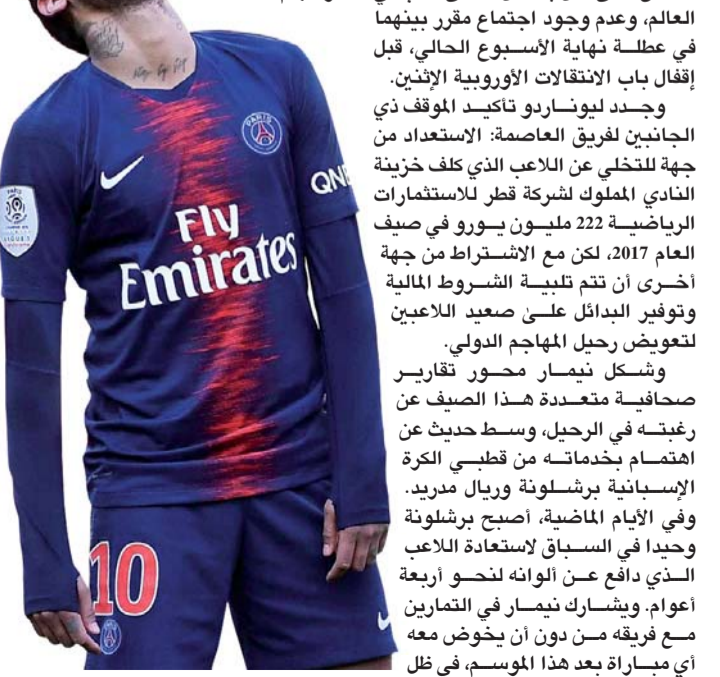 العالم، وعدم وجود اجتماع مقرر بينهما
في عطلة نهاية الأسبوع الحالي، قبل
إقفال باب الانتقالات الأوروبية الإثنين.
وجدد ليوناردو تأكيد الموقف ذي
الجانبين لفريق العاصمة: الاستعداد من
جهة للتخلي عن اللاعب الذي كلف خزينة
النادي المملوك لشركة قطر للاستثمارات
الرياضية 222 مليون يورو في صيف
العام 2017، لكن مع الاشتراط من جهة
أخرى أن تتم تلبية الشروط المالية
وتوفير البدائل على صعيد اللاعبين
لتعويض رحيل المهاجم الدولي.
وشكل نيمار محور تقارير
صحافية متعددة هذا الصيف عن
رغبته في الرحيل، وسط حديث عن
اهتمام بخدماته من قطبي الكرة
الإسبانية برشلونة وريال مدريد.
وفي الأيام الماضية، أصبح برشلونة
وحيدا في السباق لاستعادة اللاعب
الذي دافع عن ألوانه لنحو أربعة
أعوام. ويشارك نيمار في التمارين
مع فريقه من دون أن يخوض معه
أي مباراة بعد هذا الموسم، في ظل
PARIS
QNB
Fly
Emirates
10